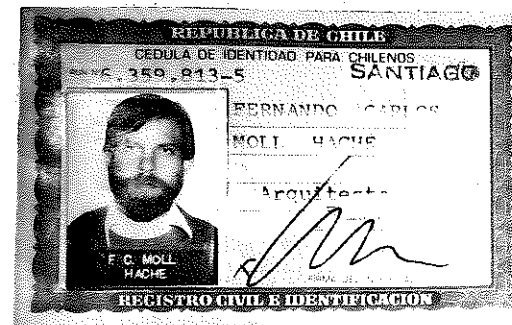 REPUBLICA DE CHILE
CEDULA DE IDENTIDAD PARA CHILENOS
6.359.813-5 SANTIAGO
FERNANDO CARLOS
MOLL HACHE
Arquitecto
F. C. MOLL
HACHE
REGISTRO CIVIL E IDENTIFICACION